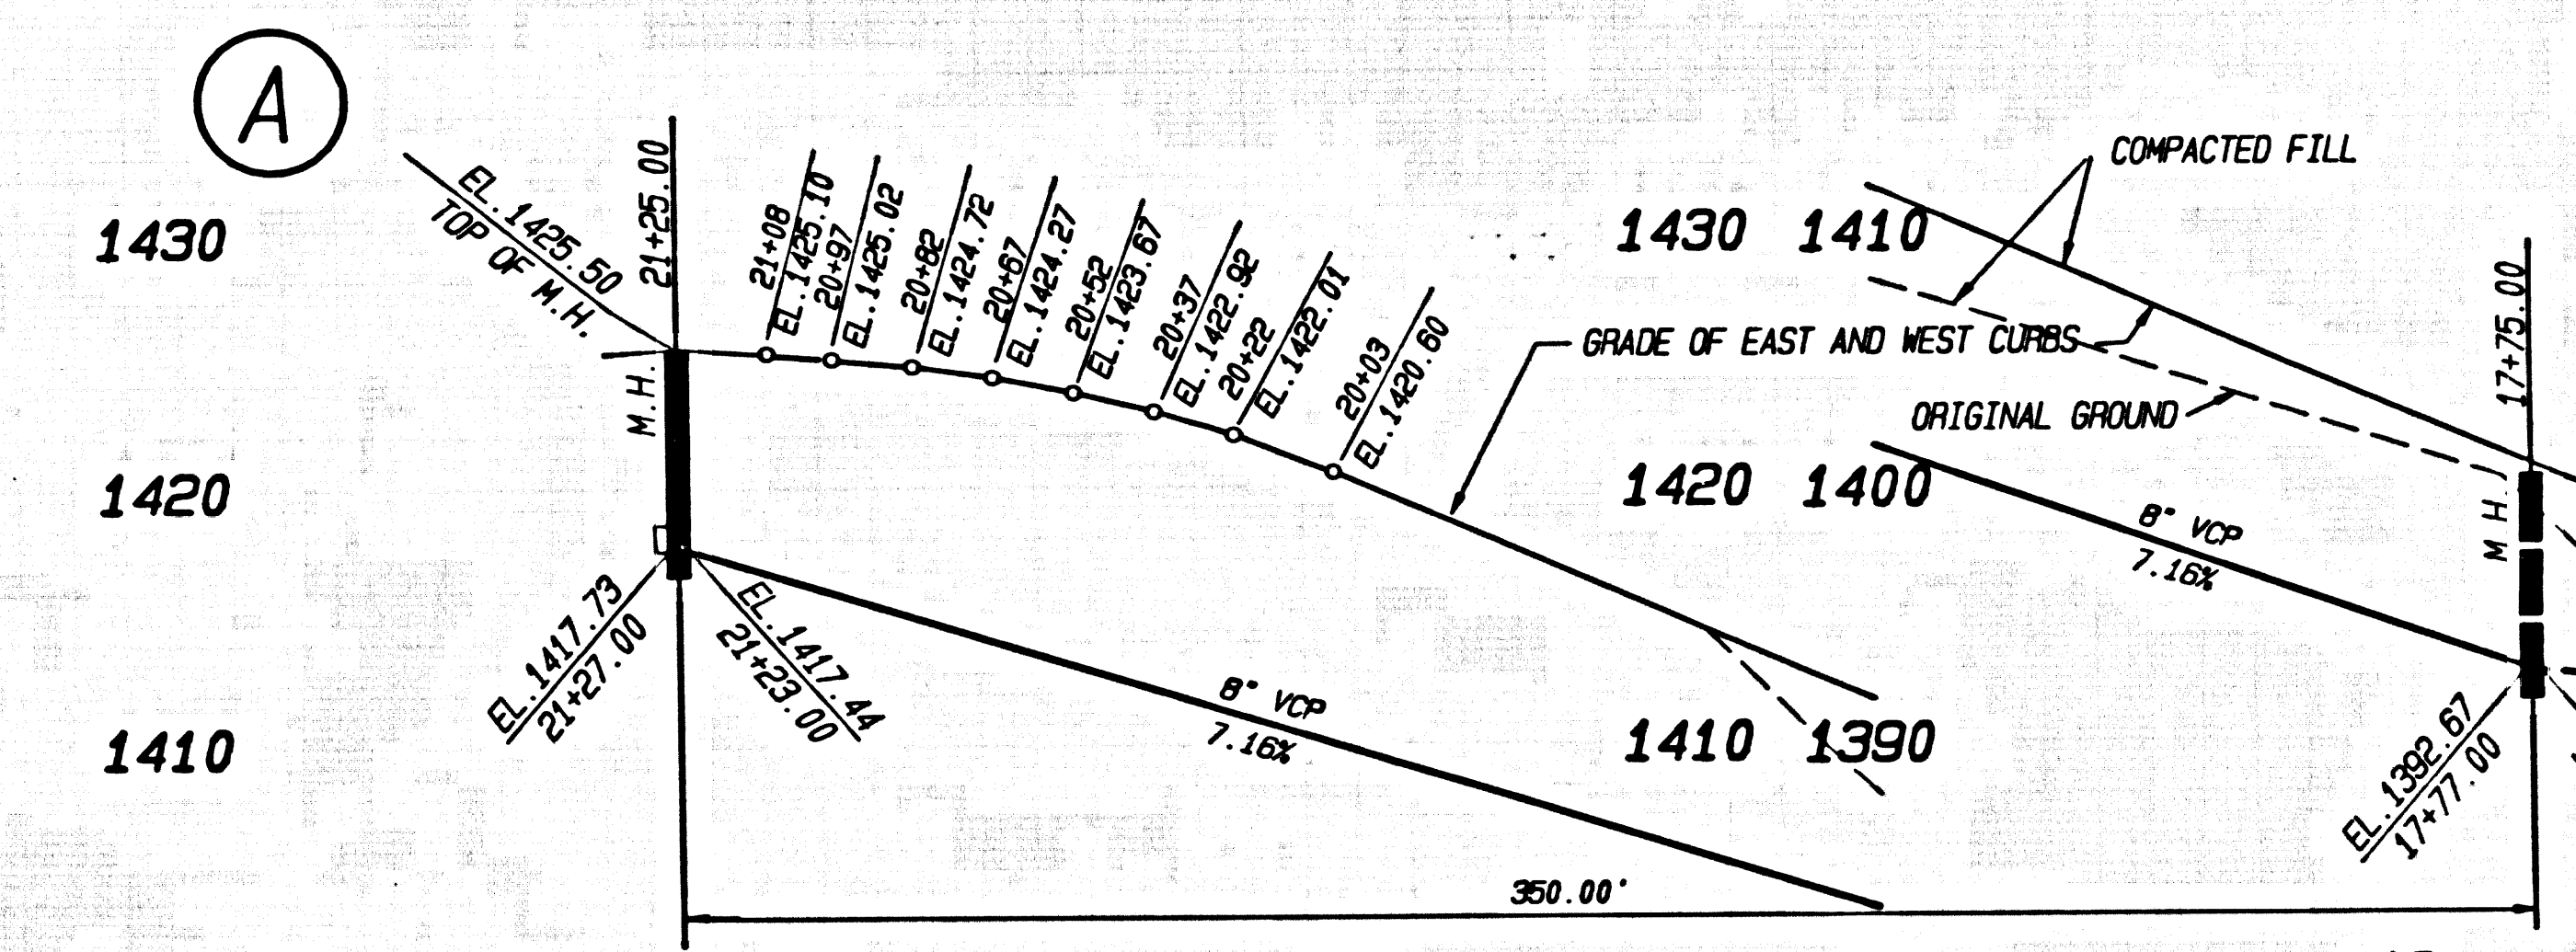 A
1430
1420
1410
EL. 1425.50
TOP OF M.H.
21+25.00
M.H.
21+08
EL. 1425.10
20+97
EL. 1425.02
20+82
EL. 1424.72
20+67
EL. 1424.27
20+52
EL. 1423.67
20+37
EL. 1422.92
20+22
EL. 1422.01
20+03
EL. 1420.60
EL. 1417.73
21+27.00
EL. 1417.44
21+23.00
8" VCP
7.16%
350.00'
1430 1410
1420 1400
1410 1390
COMPACTED FILL
GRADE OF EAST AND WEST CURBS
ORIGINAL GROUND
8" VCP
7.16%
17+75.00
M H.
EL. 1392.67
17+77.00